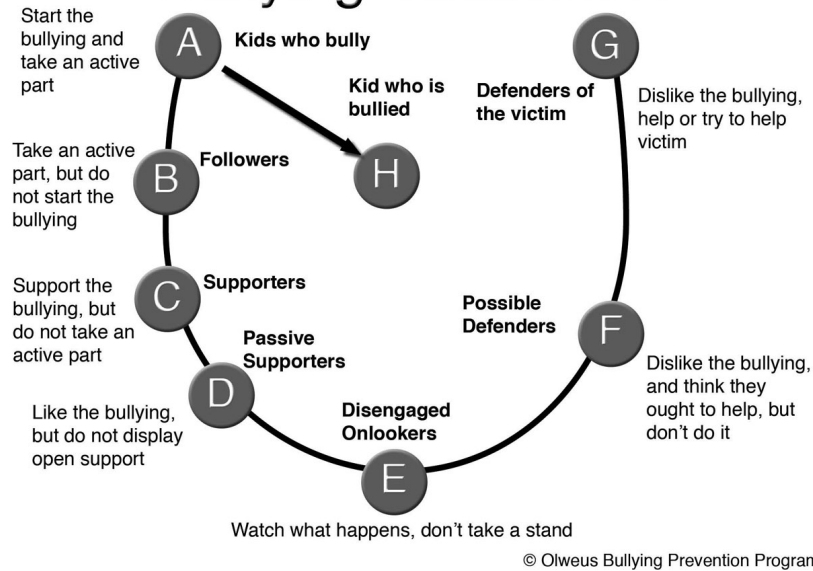 Start the
bullying and
take an active
part
A
Kids who bully
Kid who is
bullied
H
G
Defenders of
the victim
Dislike the bullying,
help or try to help
victim
Take an active
part, but do
not start the
bullying
B
Followers
Support the
bullying, but
do not take an
active part
C
Supporters
Passive
Supporters
D
Like the bullying,
but do not display
open support
Disengaged
Onlookers
E
Watch what happens, don't take a stand
Possible
Defenders
F
Dislike the bullying,
and think they
ought to help, but
don't do it
© Olweus Bullying Prevention Program